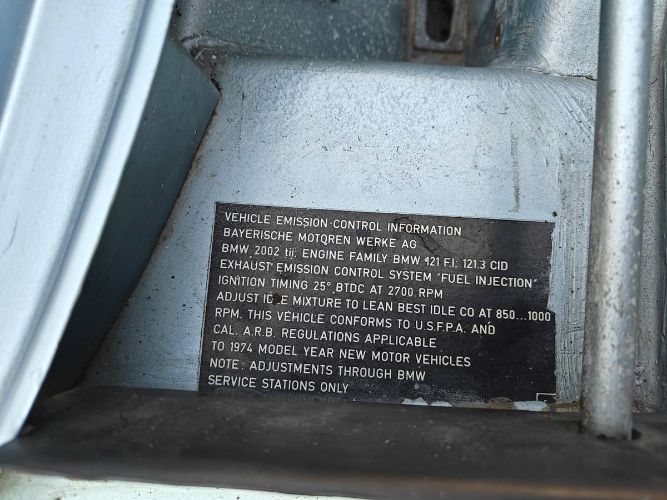 VEHICLE EMISSION-CONTROL INFORMATION
BAYERISCHE MOTOREN WERKE AG
BMW 2002 tij. ENGINE FAMILY BMW 121 F.I. 121.3 CID
EXHAUST EMISSION CONTROL SYSTEM "FUEL INJECTION"
IGNITION TIMING 25° BTDC AT 2700 RPM
ADJUST IDLE MIXTURE TO LEAN BEST IDLE CO AT 850...1000
RPM. THIS VEHICLE CONFORMS TO U.S.F.P.A. AND
CAL. A.R.B. REGULATIONS APPLICABLE
TO 1974 MODEL YEAR NEW MOTOR VEHICLES
NOTE: ADJUSTMENTS THROUGH BMW
SERVICE STATIONS ONLY